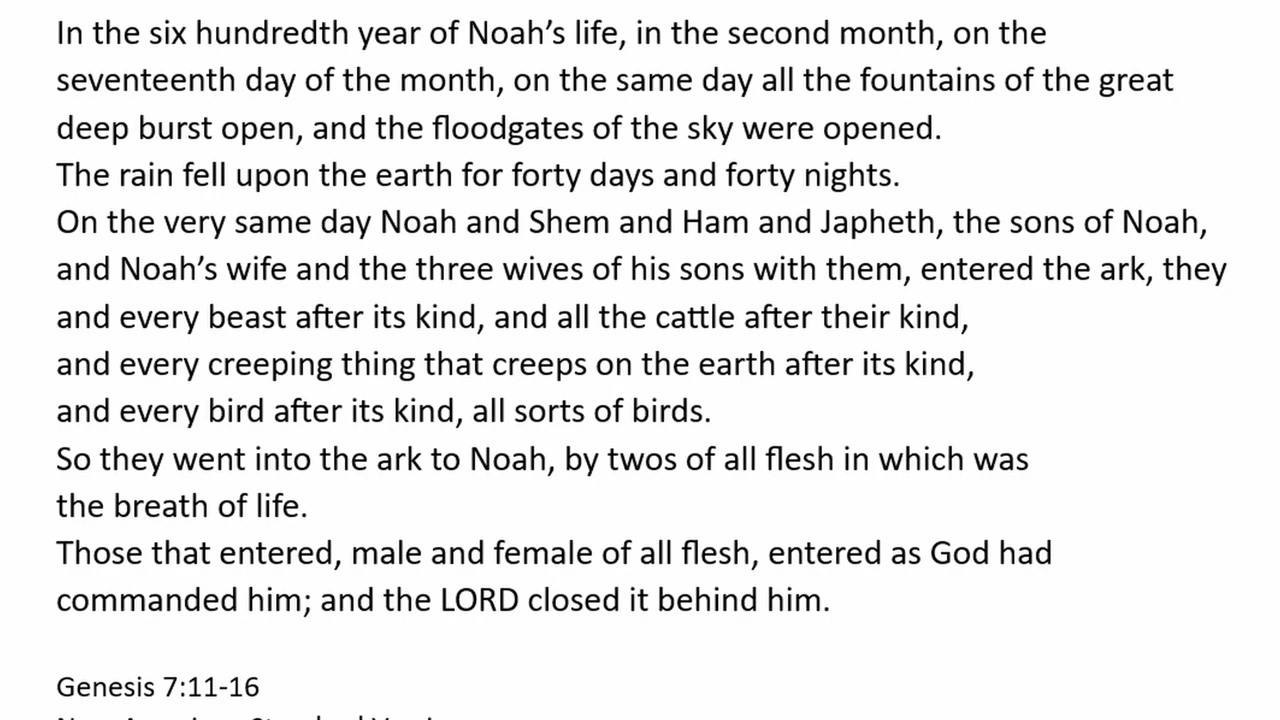 In the six hundredth year of Noah’s life, in the second month, on the
seventeenth day of the month, on the same day all the fountains of the great
deep burst open, and the floodgates of the sky were opened.
The rain fell upon the earth for forty days and forty nights.
On the very same day Noah and Shem and Ham and Japheth, the sons of Noah,
and Noah’s wife and the three wives of his sons with them, entered the ark, they
and every beast after its kind, and all the cattle after their kind,
and every creeping thing that creeps on the earth after its kind,
and every bird after its kind, all sorts of birds.
So they went into the ark to Noah, by twos of all flesh in which was
the breath of life.
Those that entered, male and female of all flesh, entered as God had
commanded him; and the LORD closed it behind him.
Genesis 7:11-16